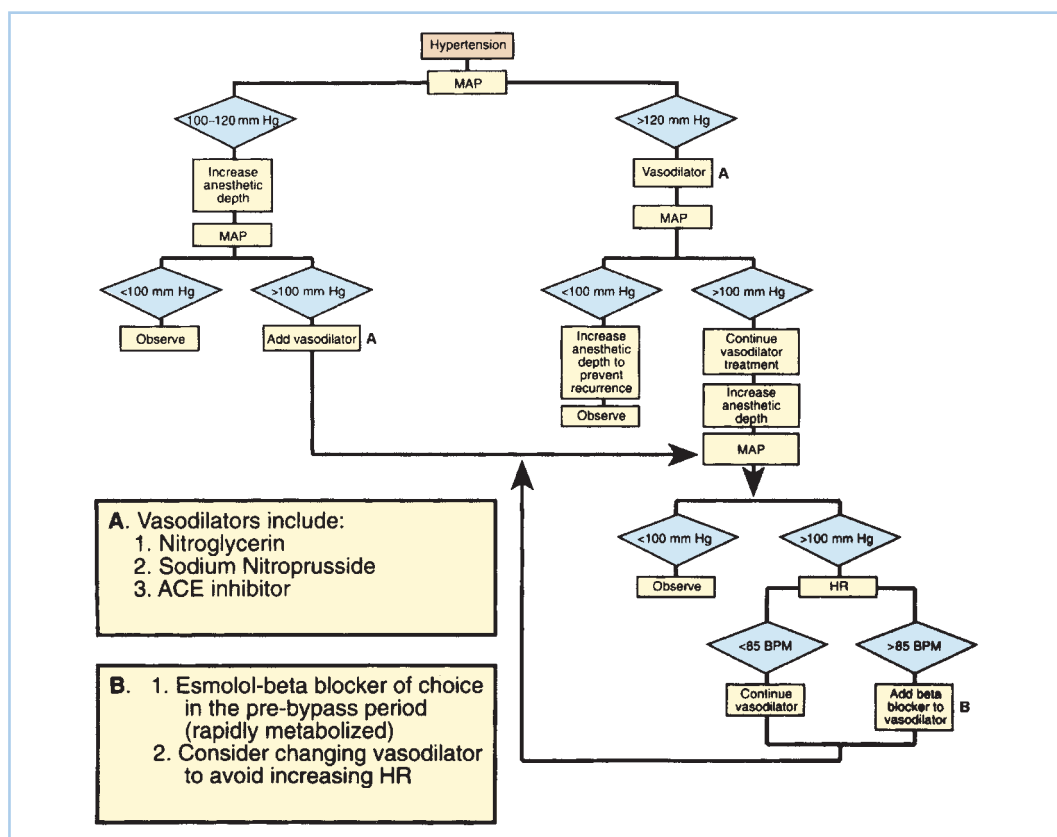 Hypertension
MAP
100–120 mm Hg
>120 mm Hg
Increase
anesthetic
depth
Vasodilator A
MAP
MAP
<100 mm Hg
>100 mm Hg
<100 mm Hg
>100 mm Hg
Observe
Add vasodilator A
Increase
anesthetic
depth to
prevent
recurrence
Continue
vasodilator
treatment
Observe
Increase
anesthetic
depth
MAP
<100 mm Hg
>100 mm Hg
Observe
HR
<85 BPM
>85 BPM
Continue
vasodilator
Add beta
blocker to
vasodilator
B
A. Vasodilators include:
1. Nitroglycerin
2. Sodium Nitroprusside
3. ACE inhibitor
B. 1. Esmolol-beta blocker of choice
in the pre-bypass period
(rapidly metabolized)
2. Consider changing vasodilator
to avoid increasing HR